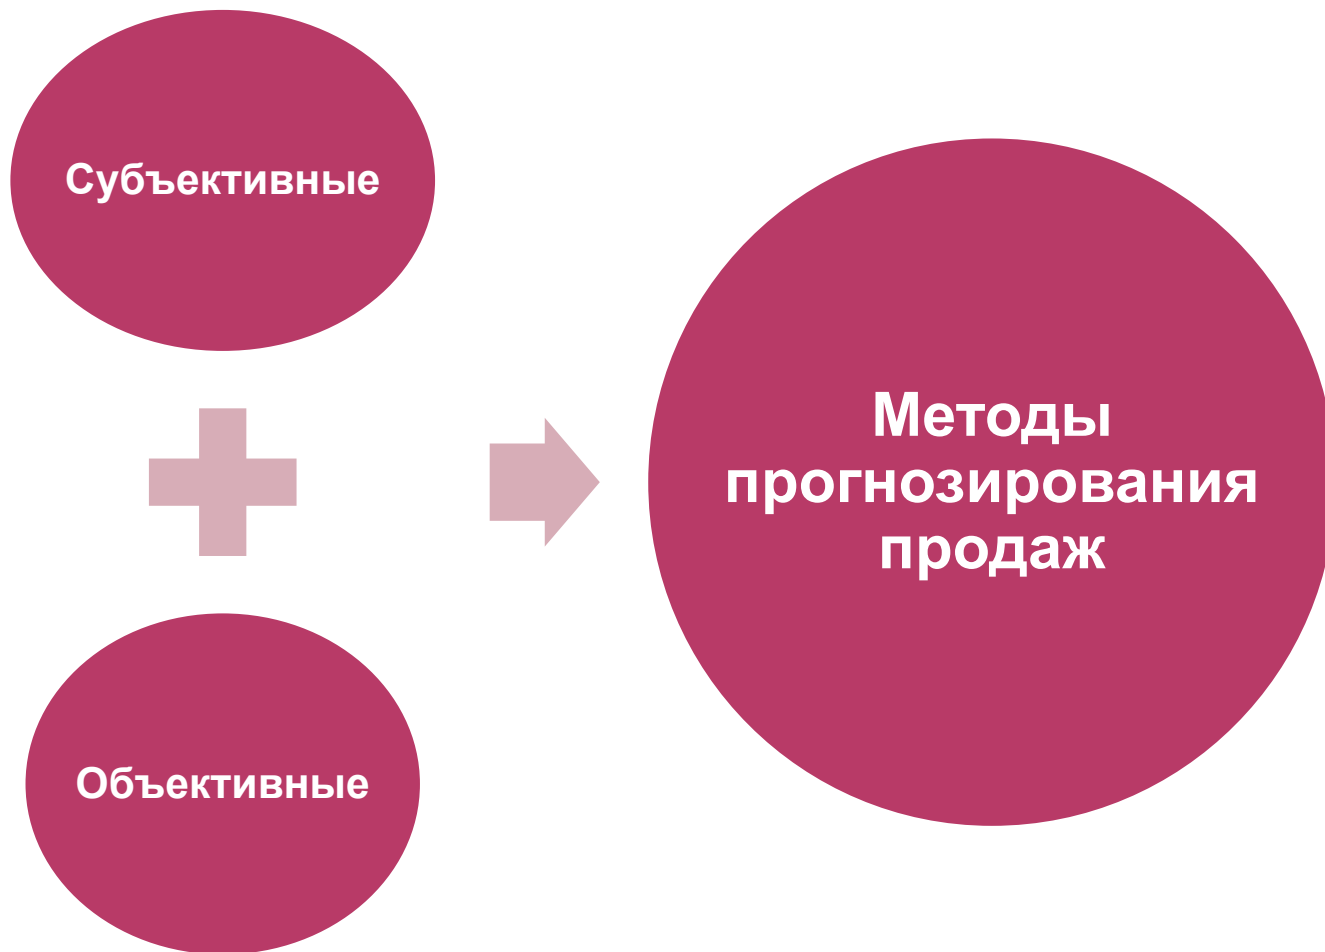 Субъективные
Методы
прогнозирования
продаж
Объективные